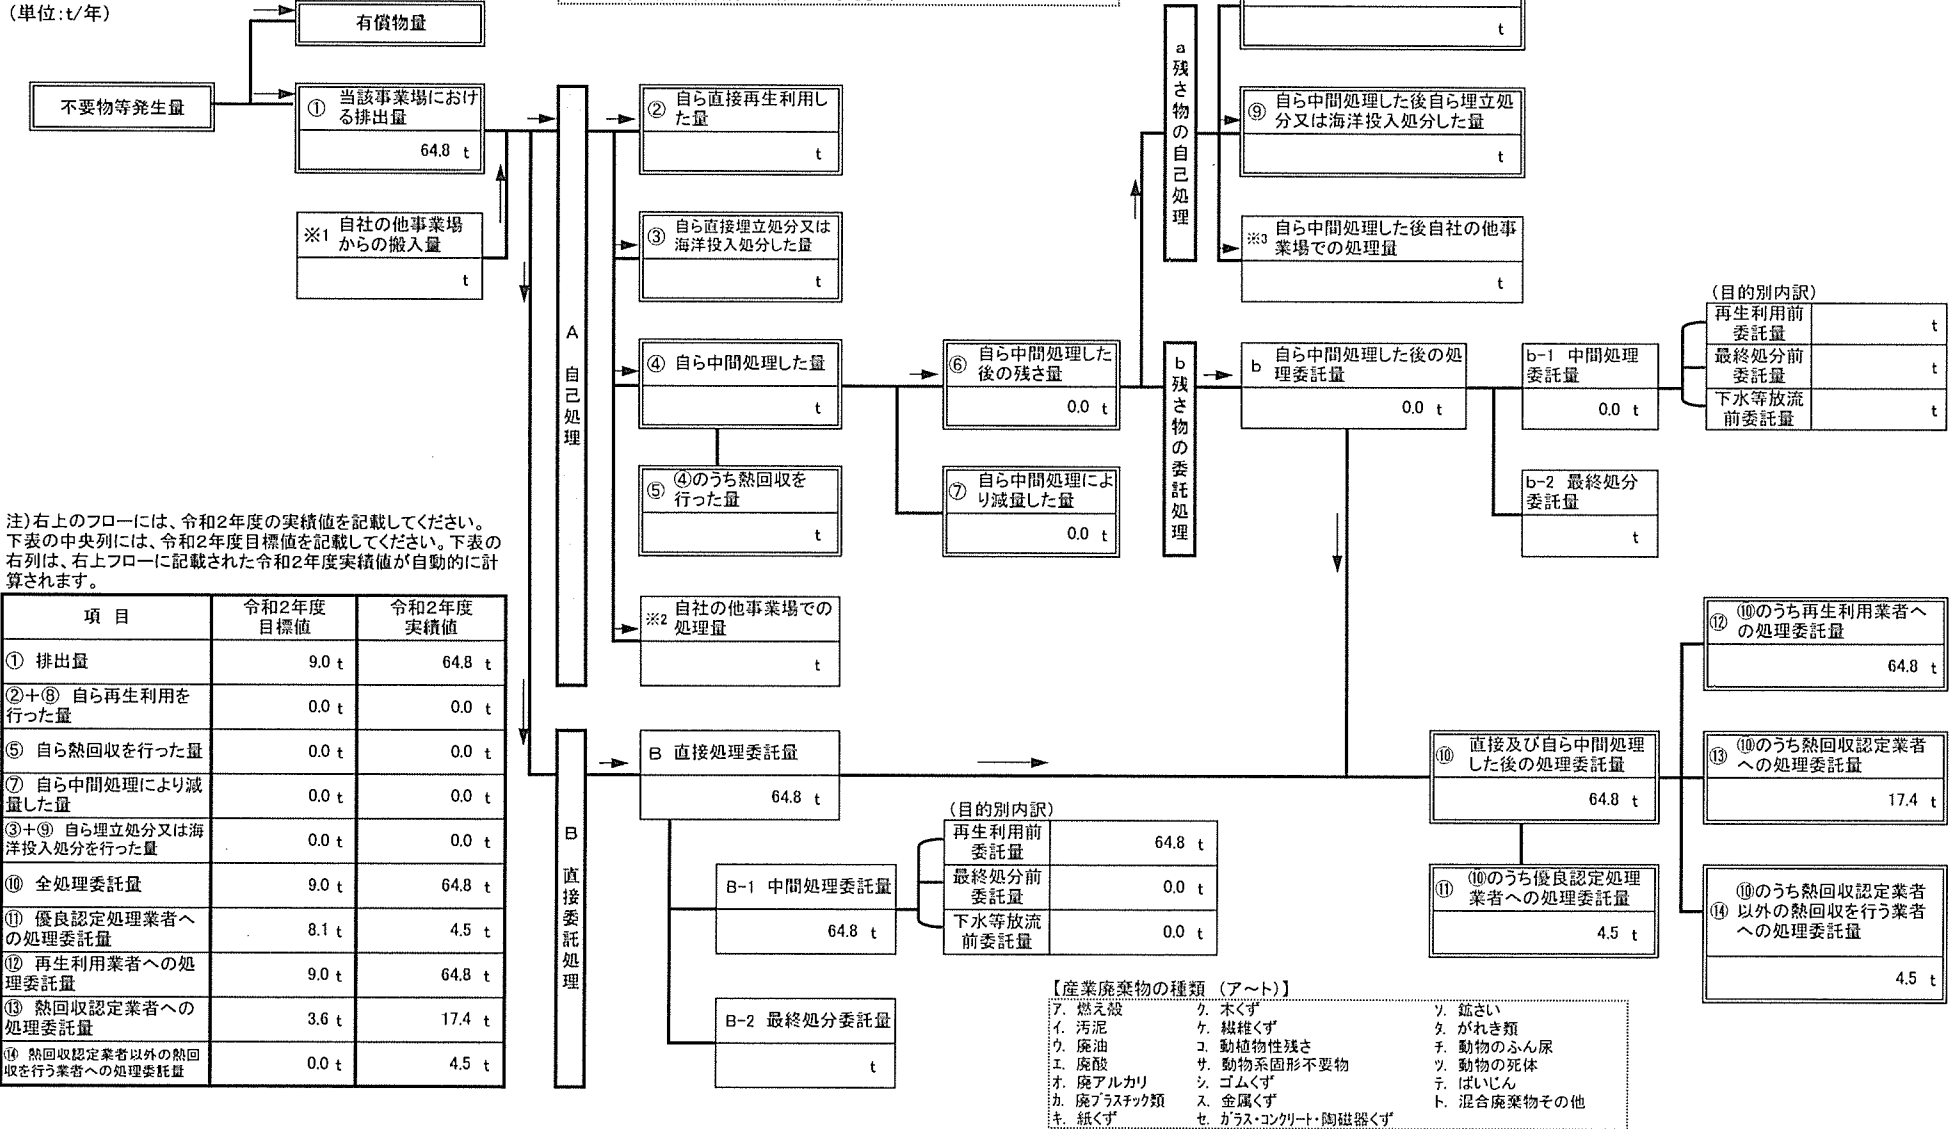 (単位:t/年)
有償物量
不要物等発生量
① 当該事業場におけ
る排出量
64.8 t
※1 自社の他事業場
からの搬入量
t
A 自己処理
② 自ら直接再生利用し
た量
t
③ 自ら直接埋立処分又は
海洋投入処分した量
t
④ 自ら中間処理した量
t
⑤ ④のうち熱回収を
行った量
t
※2 自社の他事業場での
処理量
t
⑥ 自ら中間処理した
後の残さ量
0.0 t
⑦ 自ら中間処理によ
り減量した量
0.0 t
a 残さ物の自己処理
t
⑨ 自ら中間処理した後自ら埋立処
分又は海洋投入処分した量
t
※3 自ら中間処理した後自社の他事
業場での処理量
t
b 残さ物の委託処理
b 自ら中間処理した後の処
理委託量
0.0 t
b-1 中間処理
委託量
0.0 t
(目的別内訳)
再生利用前
委託量
t
最終処分前
委託量
t
下水等放流
前委託量
t
b-2 最終処分
委託量
t
注)右上のフローには、令和2年度の実績値を記載してください。
下表の中央列には、令和2年度目標値を記載してください。下表の
右列は、右上フローに記載された令和2年度実績値が自動的に計
算されます。
項 目 令和2年度 目標値 令和2年度 実績値
① 排出量 9.0 t 64.8 t
②+⑧ 自ら再生利用を
行った量 0.0 t 0.0 t
⑤ 自ら熱回収を行った量 0.0 t 0.0 t
⑦ 自ら中間処理により減
量した量 0.0 t 0.0 t
③+⑨ 自ら埋立処分又は海
洋投入処分を行った量 0.0 t 0.0 t
⑩ 全処理委託量 9.0 t 64.8 t
⑪ 優良認定処理業者へ
の処理委託量 8.1 t 4.5 t
⑫ 再生利用業者への処
理委託量 9.0 t 64.8 t
⑬ 熱回収認定業者への
処理委託量 3.6 t 17.4 t
⑭ 熱回収認定業者以外の熱回
収を行う業者への処理委託量 0.0 t 4.5 t
B 直接委託処理
B 直接処理委託量
64.8 t
B-1 中間処理委託量
64.8 t
(目的別内訳)
再生利用前
委託量
64.8 t
最終処分前
委託量
0.0 t
下水等放流
前委託量
0.0 t
B-2 最終処分委託量
t
⑩ 直接及び自ら中間処理
した後の処理委託量
64.8 t
⑪ ⑩のうち優良認定処理
業者への処理委託量
4.5 t
⑫ ⑩のうち再生利用業者へ
の処理委託量
64.8 t
⑬ ⑩のうち熱回収認定業者
への処理委託量
17.4 t
⑭ ⑩のうち熱回収認定業者
以外の熱回収を行う業者
への処理委託量
4.5 t
【産業廃棄物の種類 (ア~ト)】
ア. 燃え殻
イ. 汚泥
ウ. 廃油
エ. 廃酸
オ. 廃アルカリ
カ. 廃プラスチック類
キ. 紙くず
ク. 木くず
ケ. 繊維くず
コ. 動植物性残さ
サ. 動物系固形不要物
シ. ゴムくず
ス. 金属くず
セ. ガラス・コンクリート・陶磁器くず
ソ. 鉱さい
タ. がれき類
チ. 動物のふん尿
ツ. 動物の死体
テ. ばいじん
ト. 混合廃棄物その他